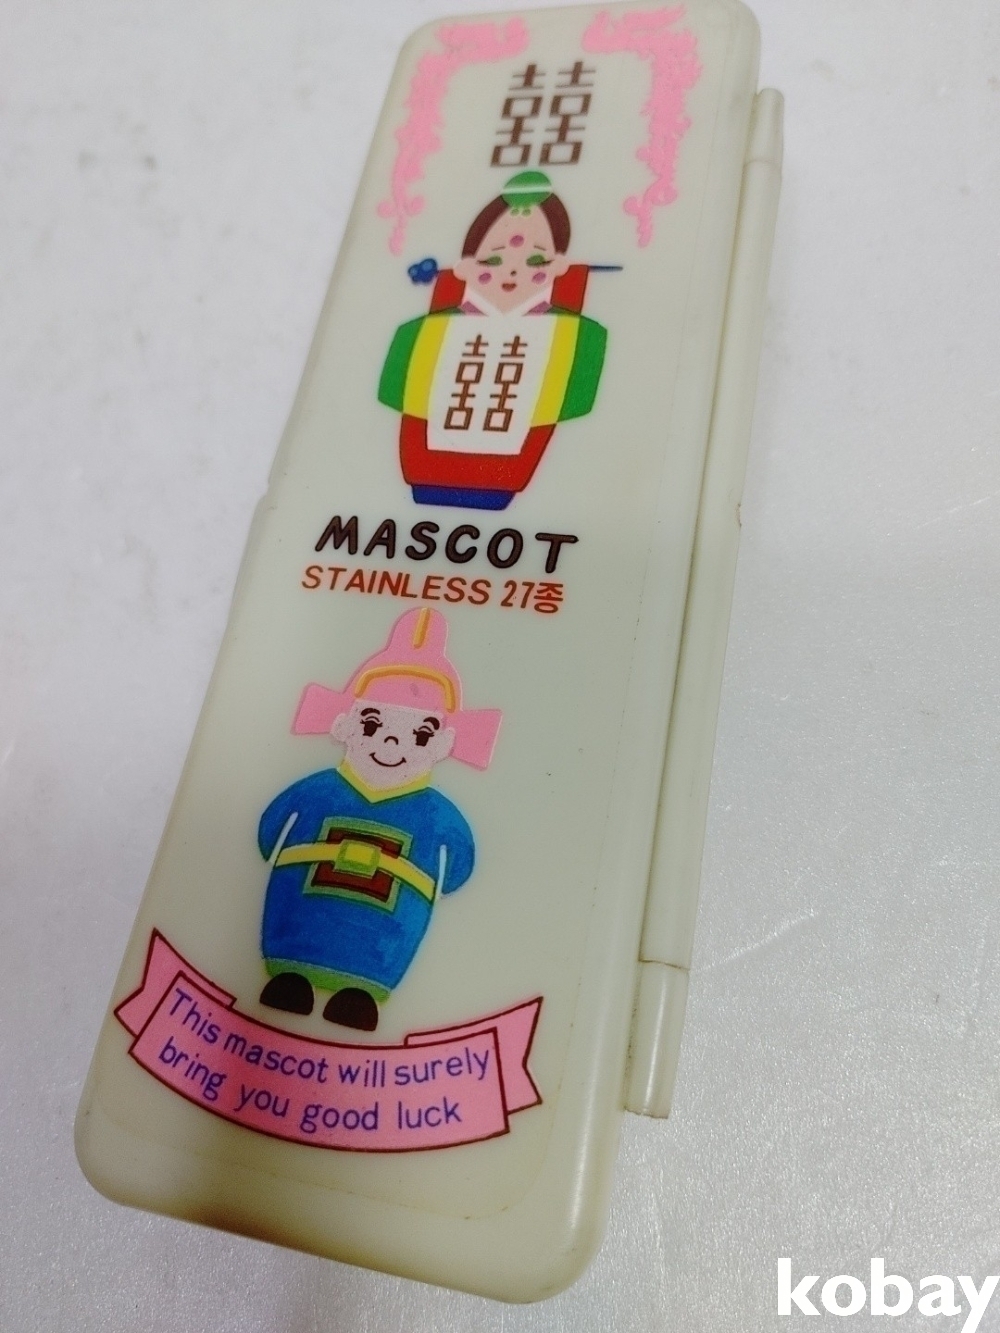 囍
囍
MASCOT
STAINLESS 27종
This mascot will surely
bring you good luck
kobay